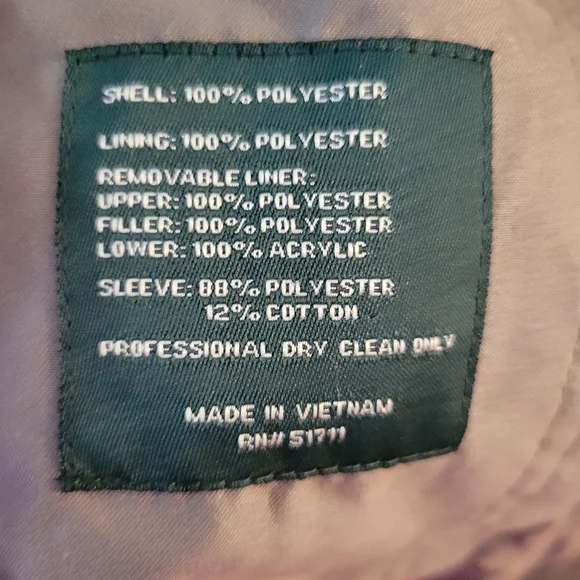 SHELL: 100% POLYESTER
LINING: 100% POLYESTER
REMOVABLE LINER:
UPPER: 100% POLYESTER
FILLER: 100% POLYESTER
LOWER: 100% ACRYLIC
SLEEVE: 88% POLYESTER
12% COTTON
PROFESSIONAL DRY CLEAN ONLY
MADE IN VIETNAM
RN# 51711